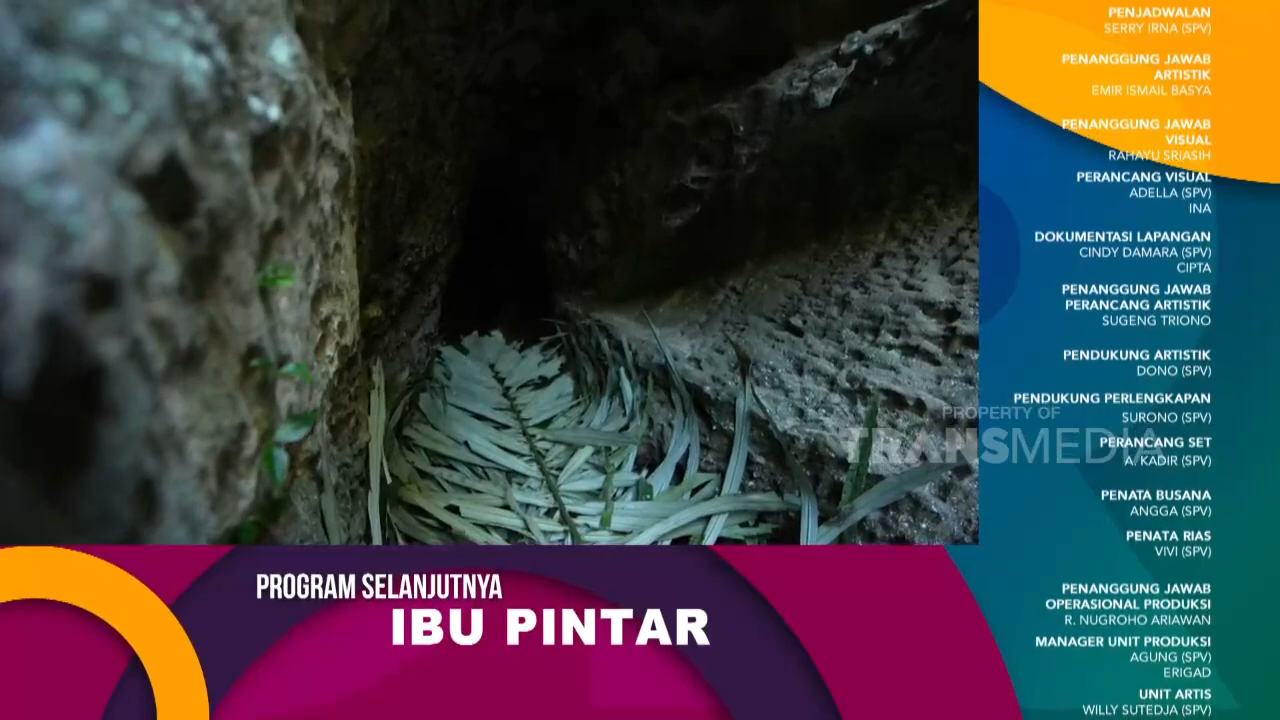 PENJADWALAN
SERRY IRNA (SPV)
PENANGGUNG JAWAB
ARTISTIK
EMIR ISMAIL BASYA
PENANGGUNG JAWAB
VISUAL
RAHAYU SRIASIH
PERANCANG VISUAL
ADELLA (SPV)
INA
DOKUMENTASI LAPANGAN
CINDY DAMARA (SPV)
CIPTA
PENANGGUNG JAWAB
PERANCANG ARTISTIK
SUGENG TRIONO
PENDUKUNG ARTISTIK
DONO (SPV)
PENDUKUNG PERLENGKAPAN
SURONO (SPV)
PERANCANG SET
A. KADIR (SPV)
PENATA BUSANA
ANGGA (SPV)
PENATA RIAS
VIVI (SPV)
PENANGGUNG JAWAB
OPERASIONAL PRODUKSI
R. NUGROHO ARIAWAN
MANAGER UNIT PRODUKSI
AGUNG (SPV)
ERIGAD
UNIT ARTIS
WILLY SUTEDJA (SPV)
PROPERTY OF
TRANSMEDIA
PROGRAM SELANJUTNYA
IBU PINTAR